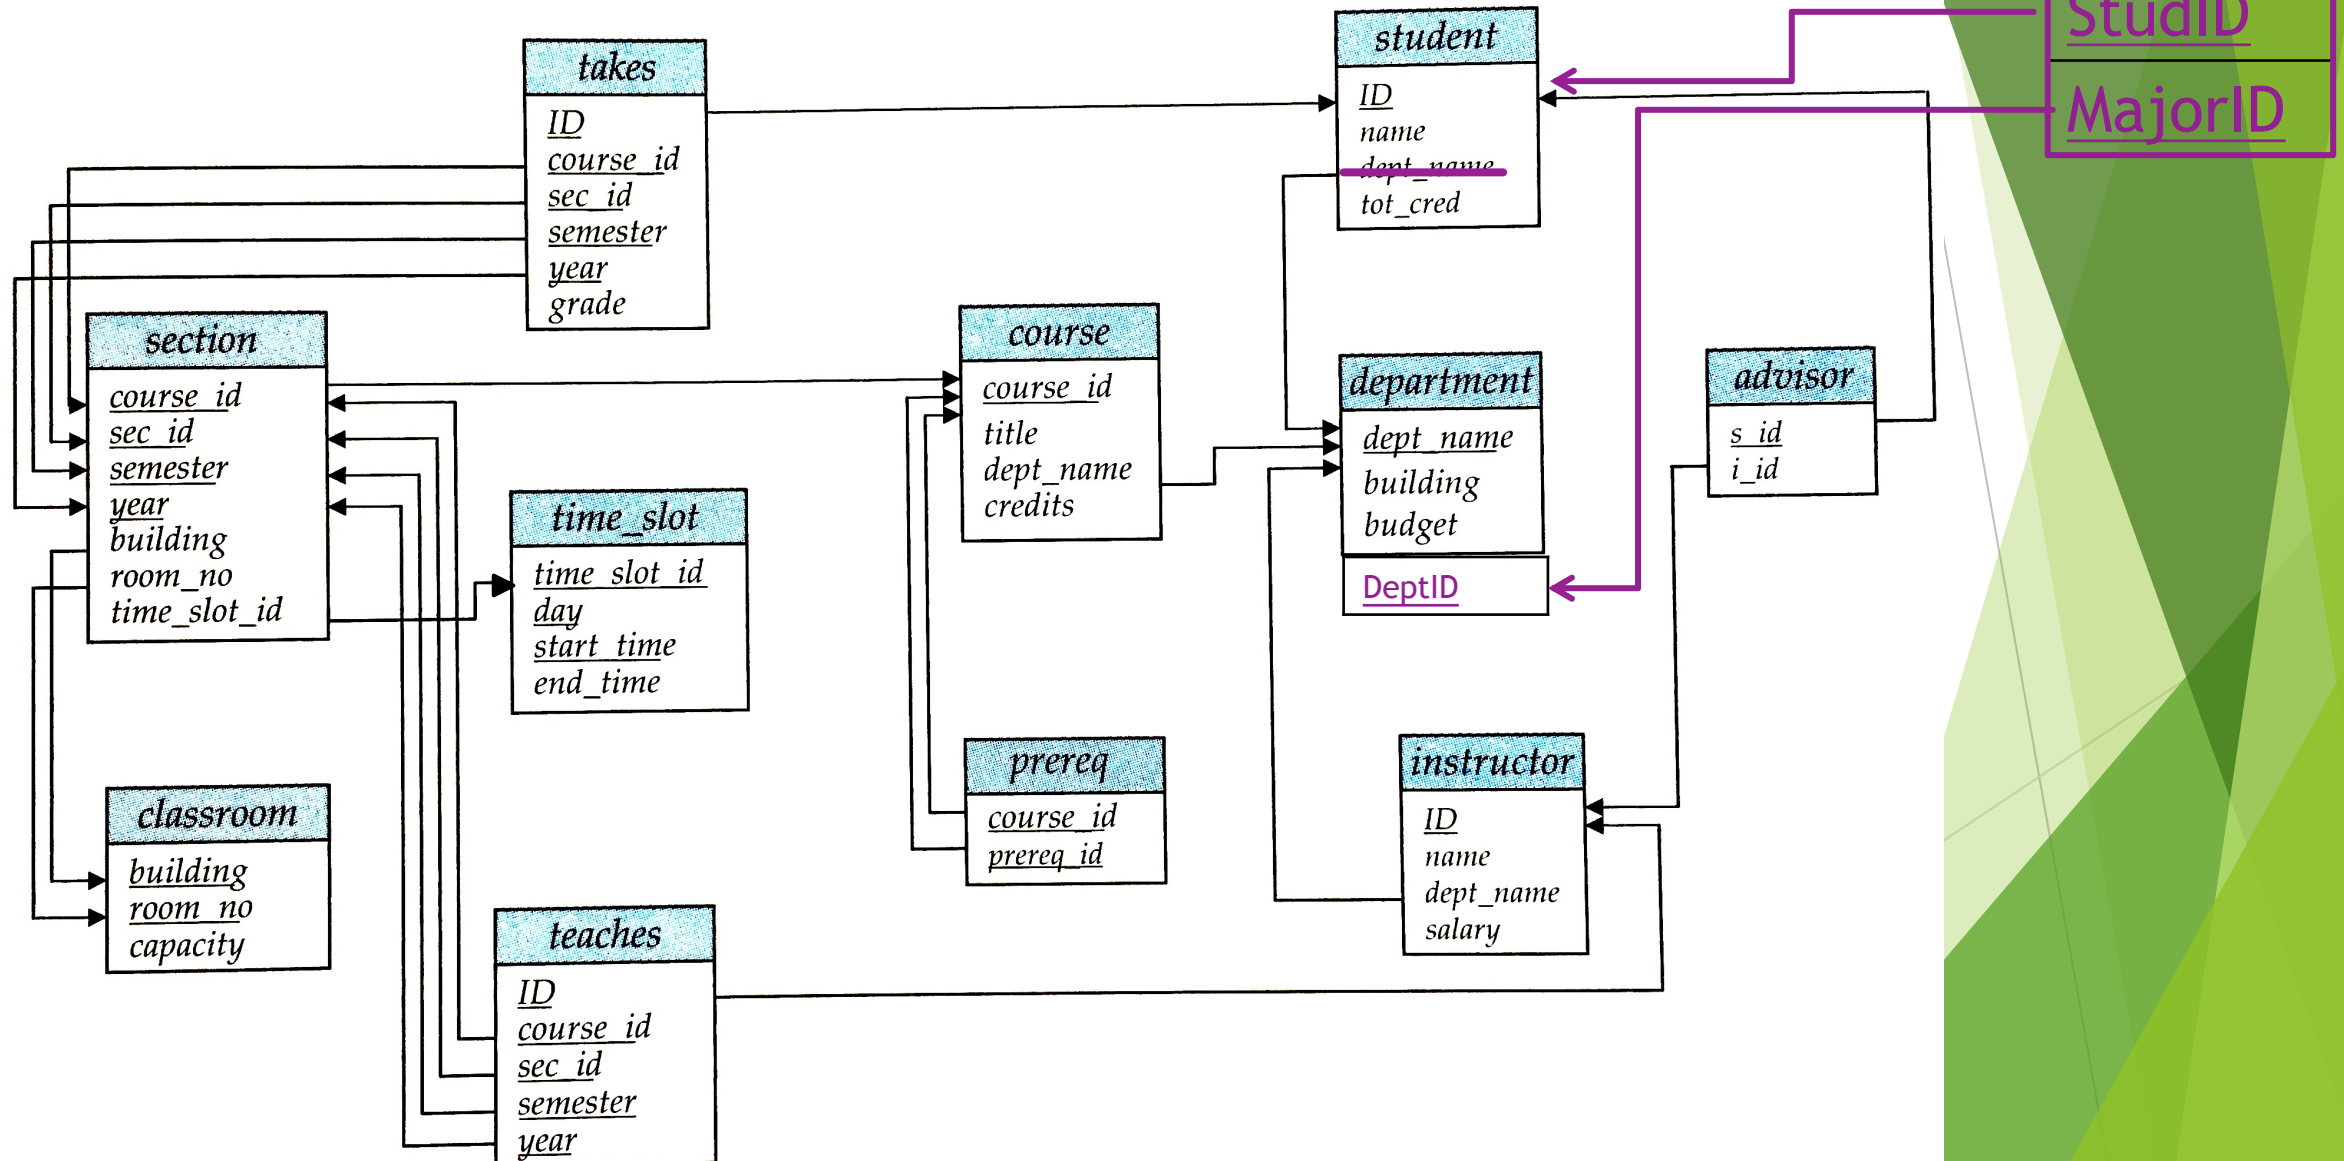 takes
ID
course_id
sec_id
semester
year
grade
student
ID
name
dept_name
tot_cred
StudID
MajorID
section
course_id
sec_id
semester
year
building
room_no
time_slot_id
course
course_id
title
dept_name
credits
department
dept_name
building
budget
DeptID
advisor
s_id
i_id
time_slot
time_slot_id
day
start_time
end_time
prereq
course_id
prereq_id
instructor
ID
name
dept_name
salary
classroom
building
room_no
capacity
teaches
ID
course_id
sec_id
semester
year